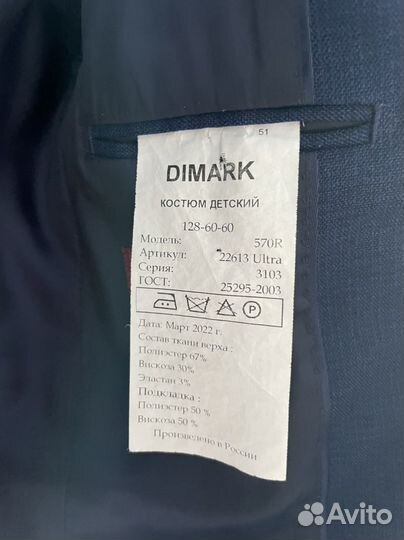 51
DIMARK
КОСТЮМ ДЕТСКИЙ
128-60-60
Модель: 570R
Артикул: 22613 Ultra
Серия: 3103
ГОСТ: 25295-2003
P
Дата: Март 2022 г.
Состав ткани верха :
Полиэстер 67%
Вискоза 30%
Эластан 3%
Подкладка :
Полиэстер 50 %
Вискоза 50 %
Произведено в России
Avito